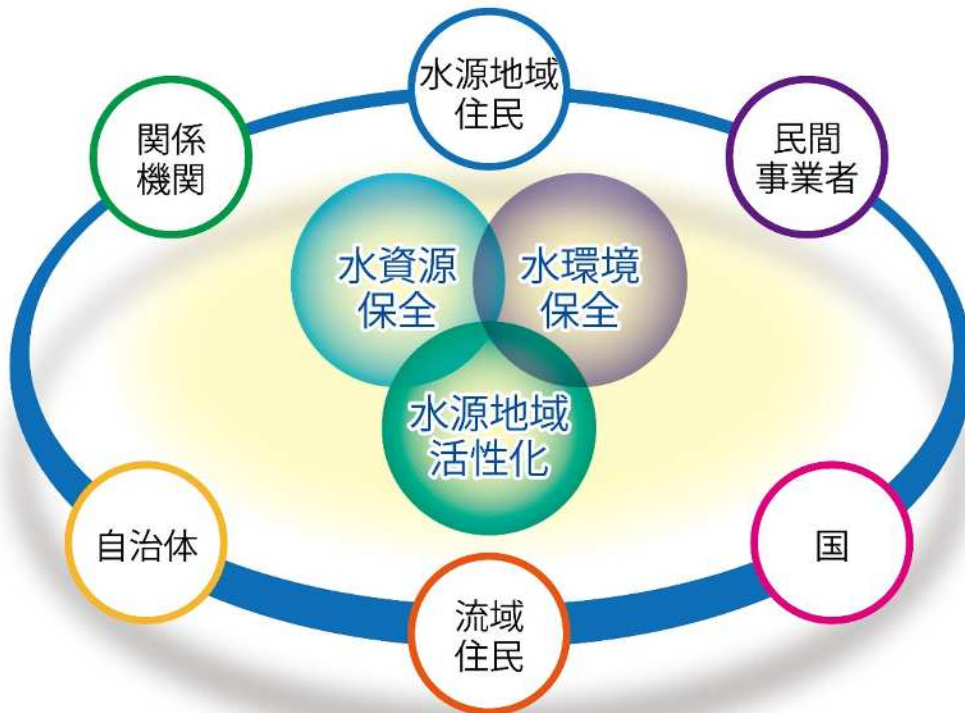 水源地域
住民
関係
機関
民間
事業者
水資源
保全
水環境
保全
水源地域
活性化
自治体
国
流域
住民